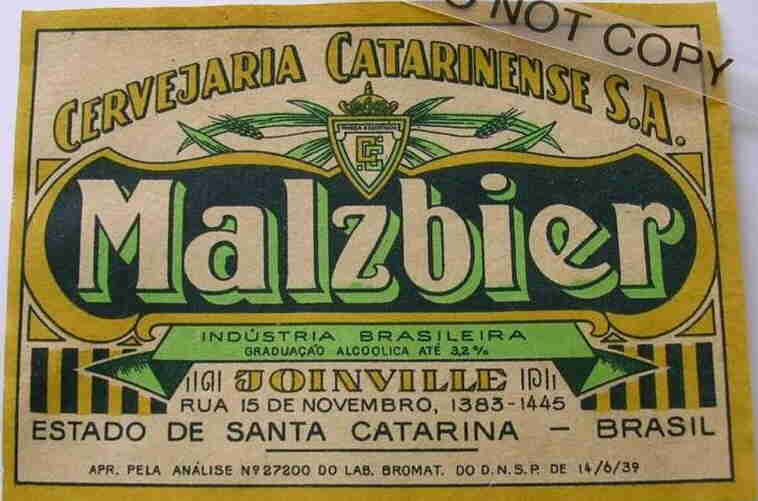 NOT COPY
CERVEJARIA CATARINENSE S.A.
Malzbier
INDÚSTRIA BRASILEIRA
GRADUAÇÃO ALCOOLICA ATÉ 3,2%
JOINVILLE
RUA 15 DE NOVEMBRO, 1383-1445
ESTADO DE SANTA CATARINA - BRASIL
APR. PELA ANÁLISE Nº 27200 DO LAB. BROMAT. DO D.N.S.P. DE 14/6/39